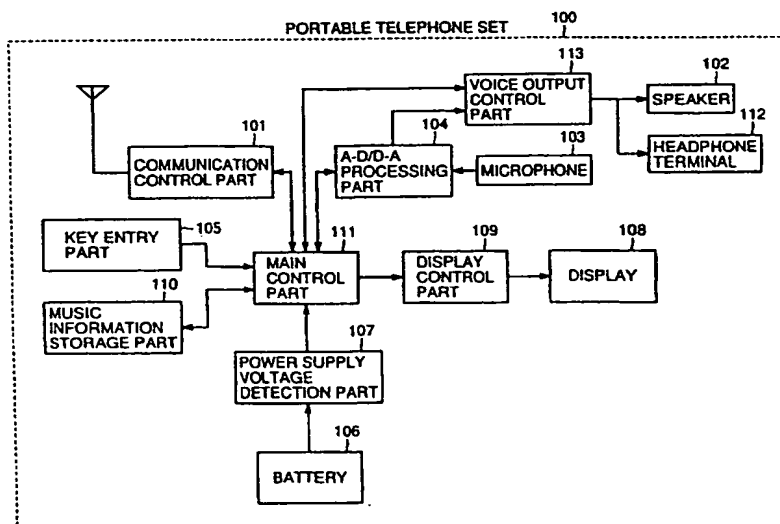 PORTABLE TELEPHONE SET
100
113
VOICE OUTPUT
CONTROL
PART
102
SPEAKER
112
HEADPHONE
TERMINAL
101
COMMUNICATION
CONTROL PART
104
A-D/D-A
PROCESSING
PART
103
MICROPHONE
105
KEY ENTRY
PART
111
MAIN
CONTROL
PART
109
DISPLAY
CONTROL
PART
108
DISPLAY
110
MUSIC
INFORMATION
STORAGE PART
107
POWER SUPPLY
VOLTAGE
DETECTION PART
106
BATTERY